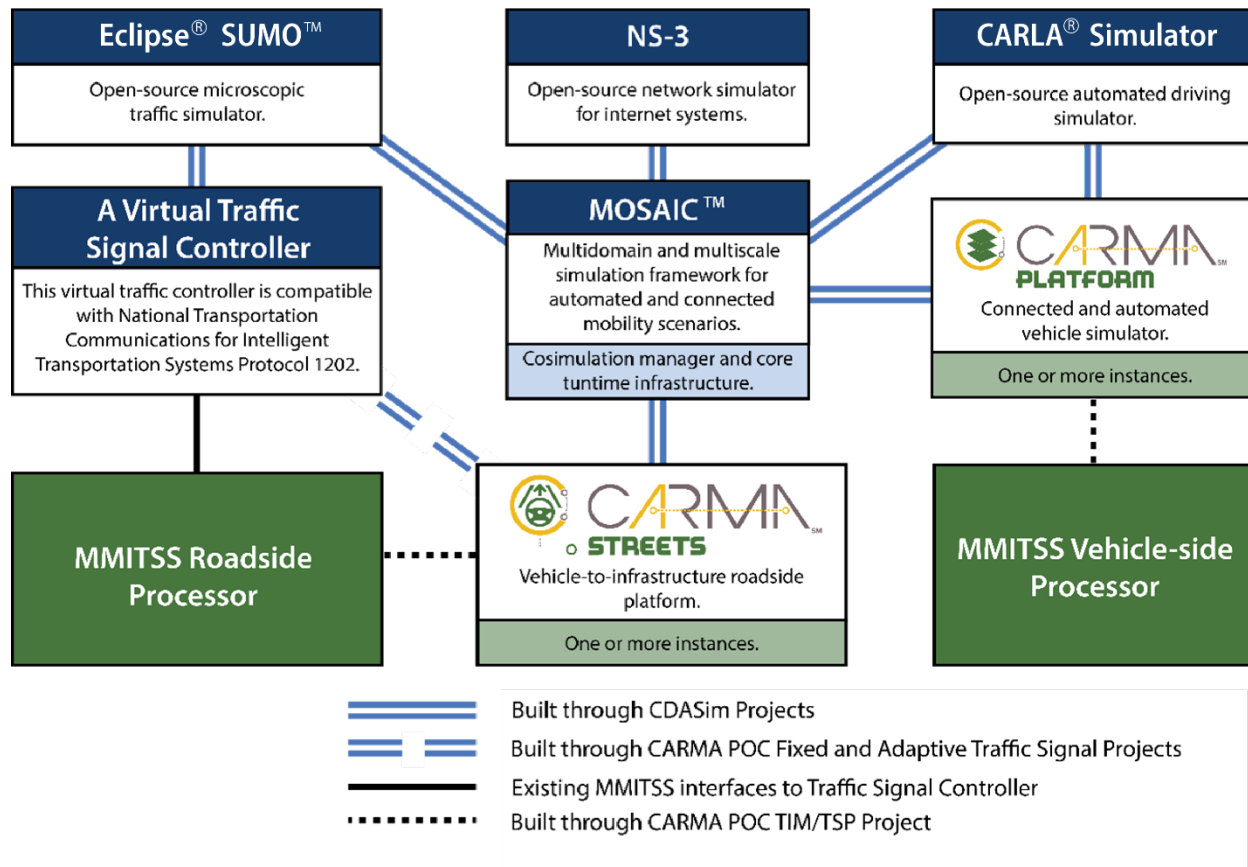 Eclipse® SUMO™
Open-source microscopic
traffic simulator.
NS-3
Open-source network simulator
for internet systems.
CARLA® Simulator
Open-source automated driving
simulator.
A Virtual Traffic
Signal Controller
This virtual traffic controller is compatible
with National Transportation
Communications for Intelligent
Transportation Systems Protocol 1202.
MOSAIC™
Multidomain and multiscale
simulation framework for
automated and connected
mobility scenarios.
Cosimulation manager and core
tuntime infrastructure.
CARMA℠
PLATFORM
Connected and automated
vehicle simulator.
One or more instances.
MMITSS Roadside
Processor
CARMA℠
STREETS
Vehicle-to-infrastructure roadside
platform.
One or more instances.
MMITSS Vehicle-side
Processor
Built through CDASim Projects
Built through CARMA POC Fixed and Adaptive Traffic Signal Projects
Existing MMITSS interfaces to Traffic Signal Controller
Built through CARMA POC TIM/TSP Project